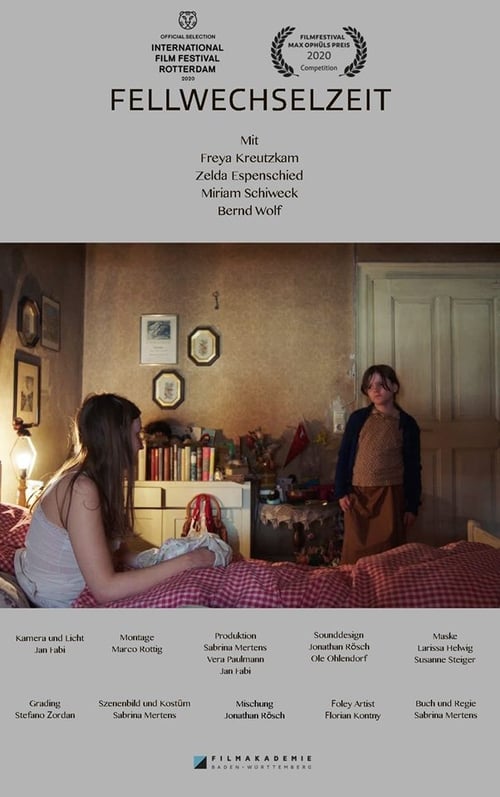 OFFICIAL SELECTION
INTERNATIONAL
FILM FESTIVAL
ROTTERDAM
2020
FILMFESTIVAL
MAX OPHÜLS PREIS
2020
Competition
FELLWECHSELZEIT
Mit
Freya Kreutzkam
Zelda Espenschied
Miriam Schiweck
Bernd Wolf
Kamera und Licht
Jan Fabi
Montage
Marco Rottig
Produktion
Sabrina Mertens
Vera Paulmann
Jan Fabi
Sounddesign
Jonathan Rösch
Ole Ohlendorf
Maske
Larissa Helwig
Susanne Steiger
Grading
Stefano Zordan
Szenenbild und Kostüm
Sabrina Mertens
Mischung
Jonathan Rösch
Foley Artist
Florian Kontny
Buch und Regie
Sabrina Mertens
FILMAKADEMIE
BADEN-WÜRTTEMBERG